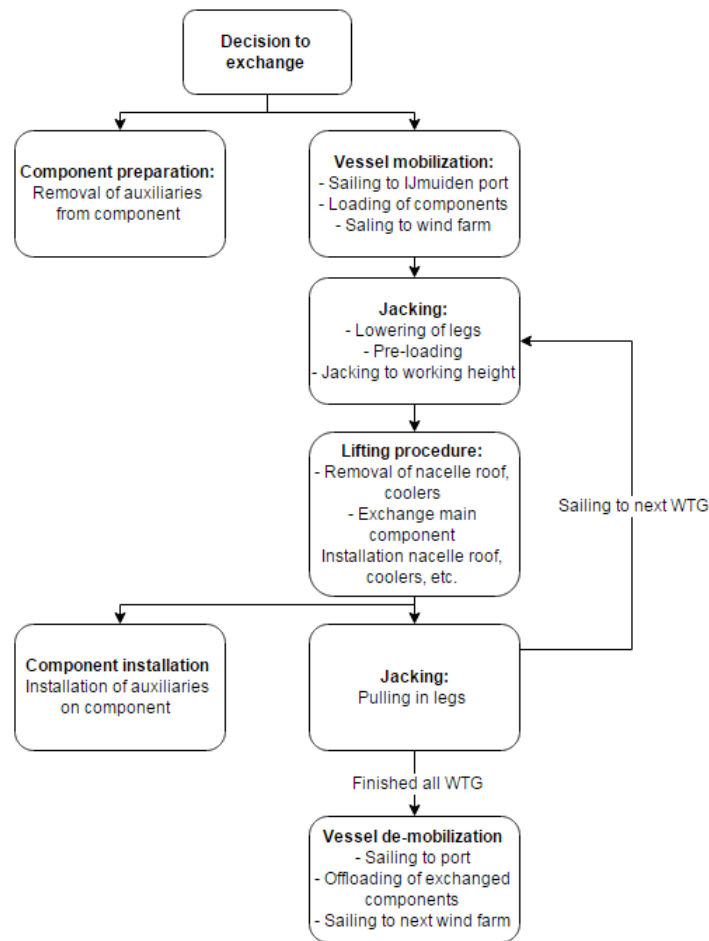 Decision to
exchange
Component preparation:
Removal of auxiliaries
from component
Vessel mobilization:
- Sailing to IJmuiden port
- Loading of components
- Saling to wind farm
Jacking:
- Lowering of legs
- Pre-loading
- Jacking to working height
Lifting procedure:
- Removal of nacelle roof,
coolers
- Exchange main
component
Installation nacelle roof,
coolers, etc.
Sailing to next WTG
Component installation
Installation of auxiliaries
on component
Jacking:
Pulling in legs
Finished all WTG
Vessel de-mobilization
- Sailing to port
- Offloading of exchanged
components
- Sailing to next wind farm